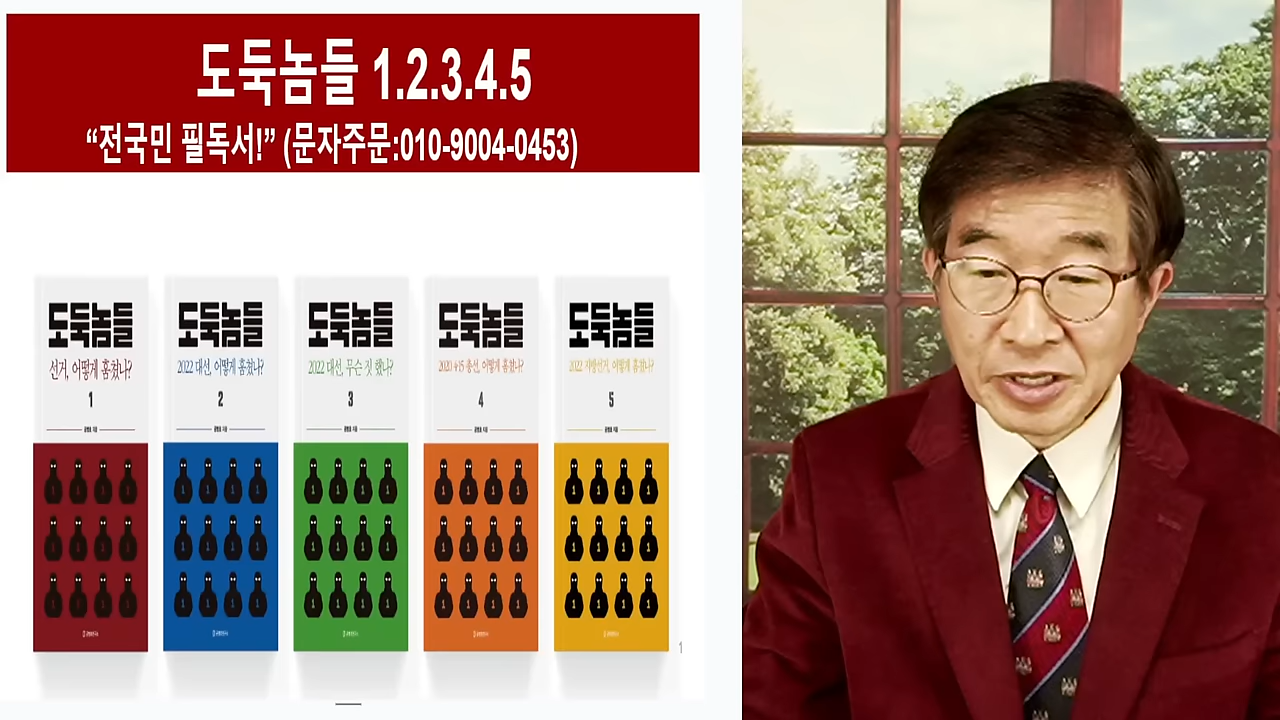 도둑놈들 1.2.3.4.5
“전국민 필독서!” (문자주문:010-9004-0453)
도둑놈들
선거, 어떻게 훔쳤나?
1
도둑놈들
2022 대선, 어떻게 훔쳤나?
2
도둑놈들
2022 대선, 무슨 짓 했나?
3
도둑놈들
2020 4·15 총선, 어떻게 훔쳤나?
4
도둑놈들
2022 지방선거, 어떻게 훔쳤나?
5
1